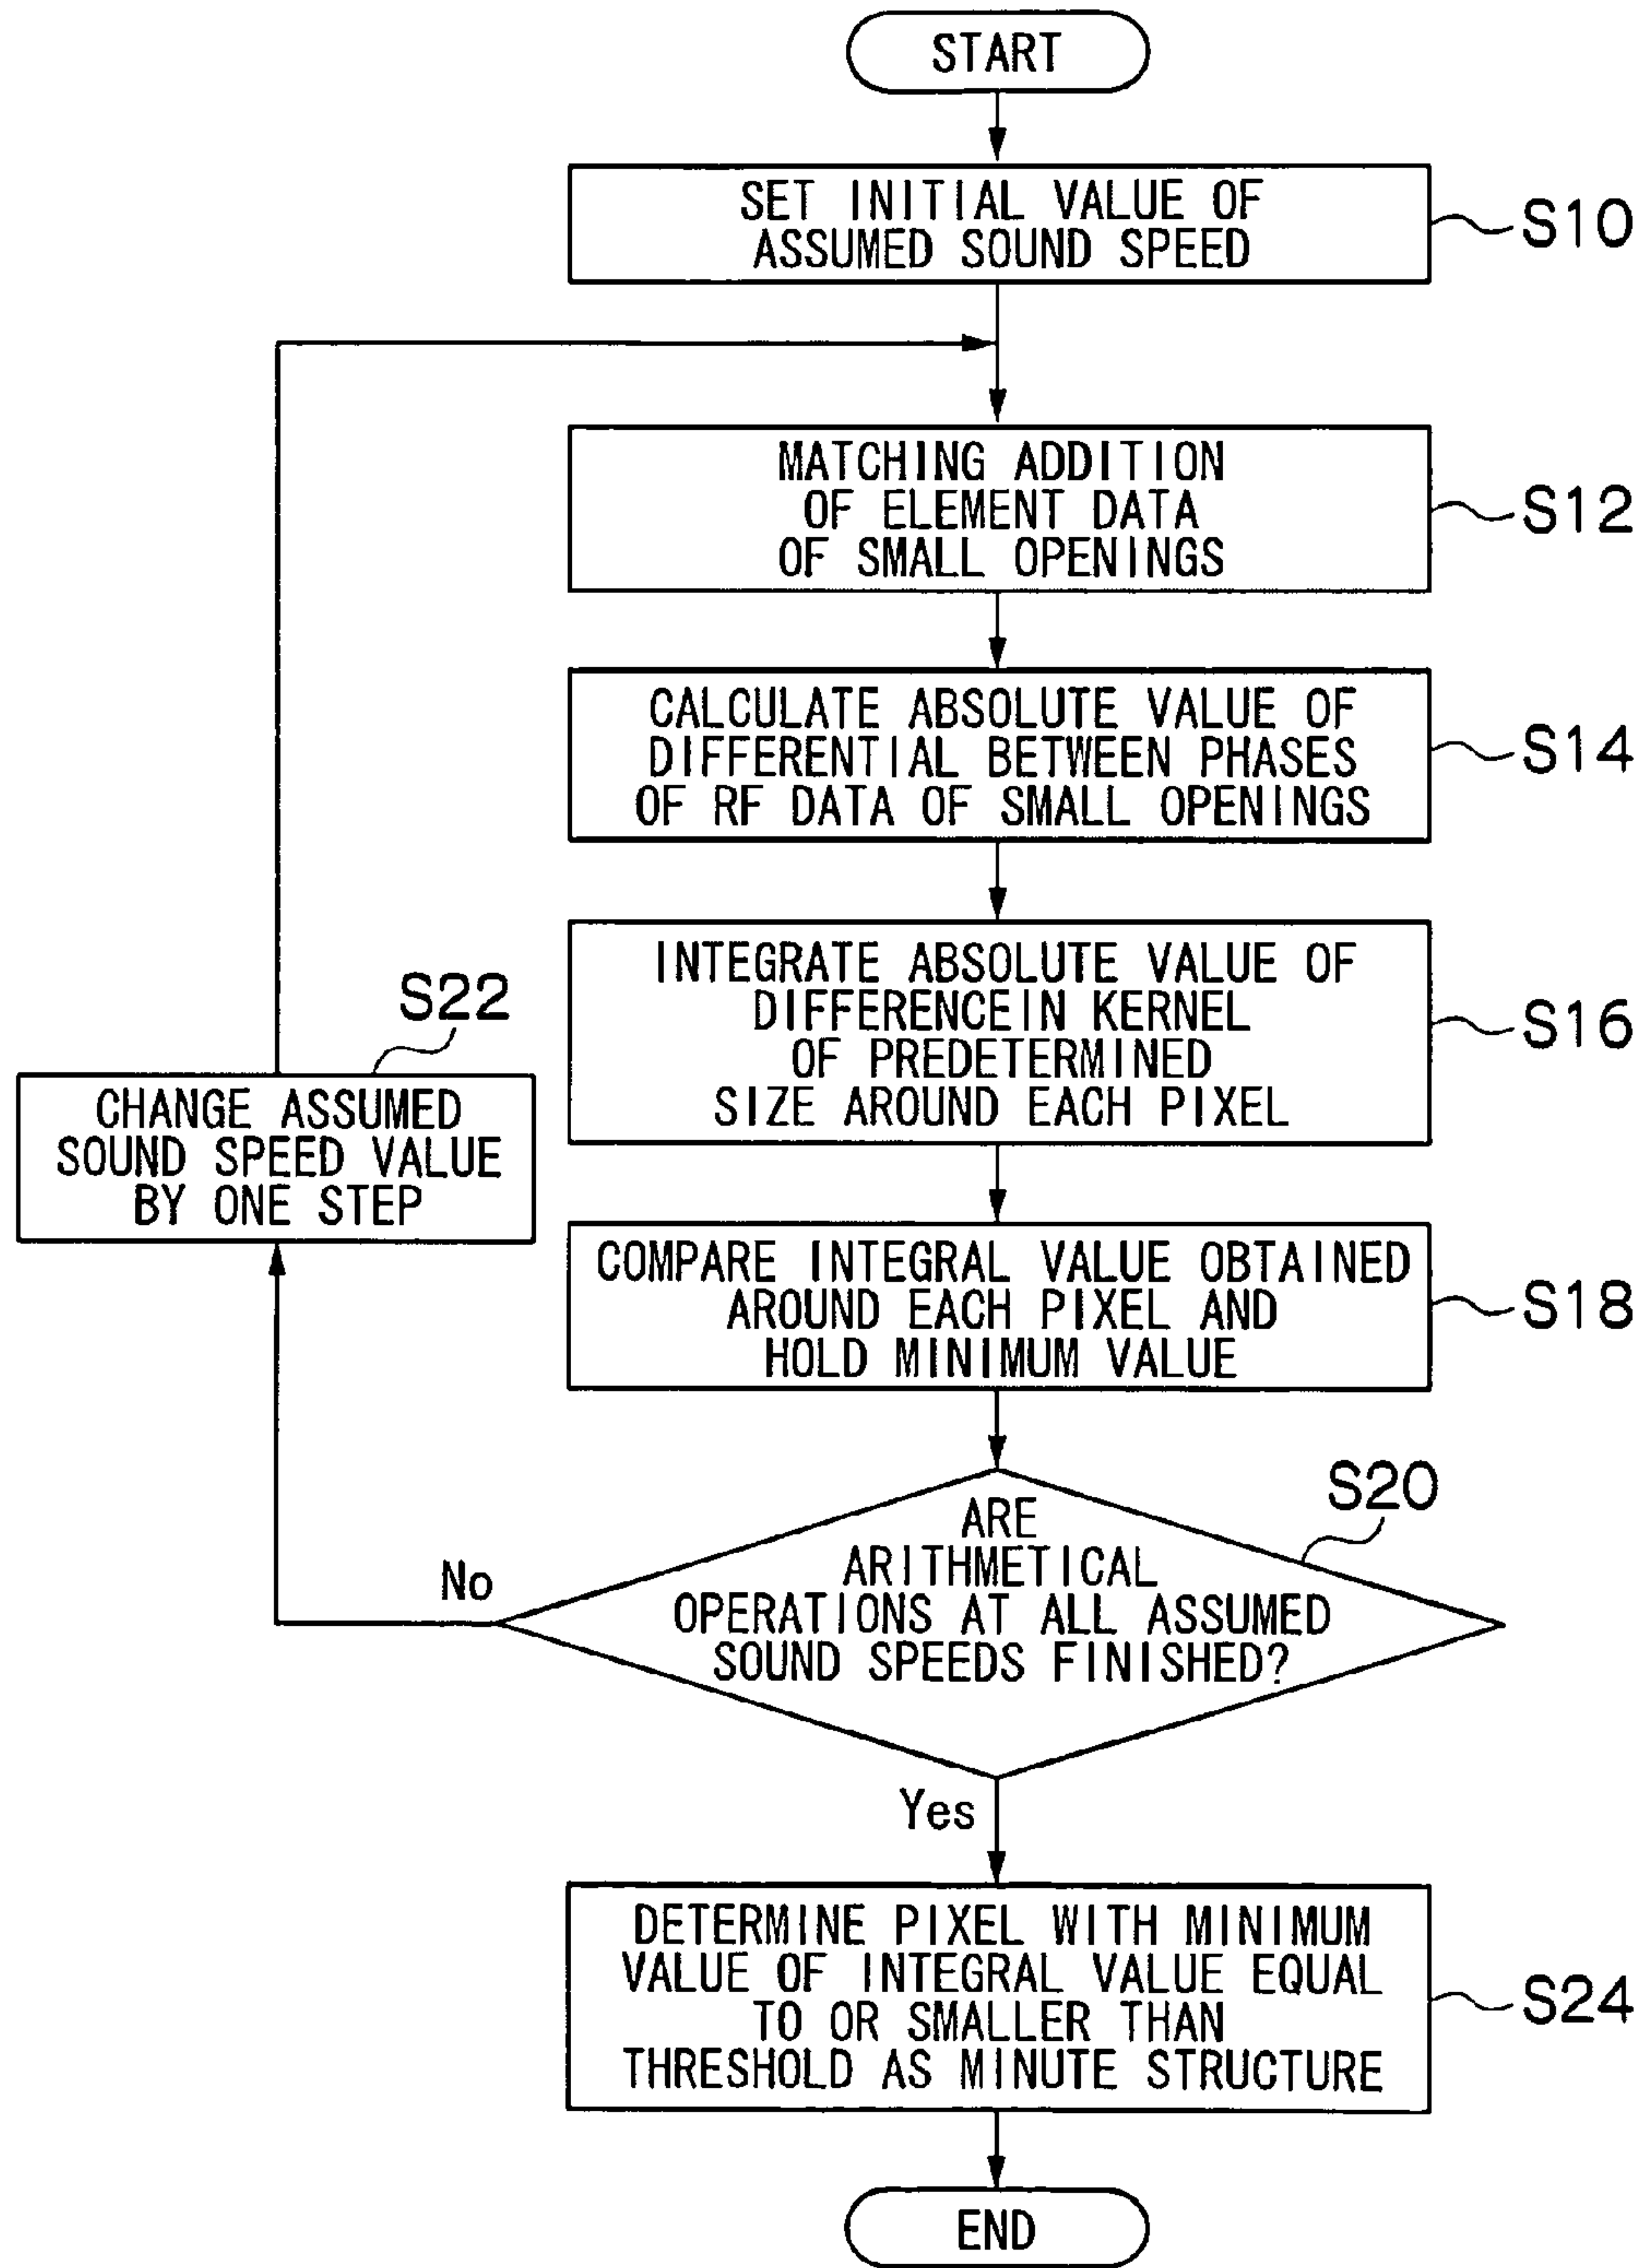 START
SET INITIAL VALUE OF
ASSUMED SOUND SPEED
S10
MATCHING ADDITION
OF ELEMENT DATA
OF SMALL OPENINGS
S12
CALCULATE ABSOLUTE VALUE OF
DIFFERENTIAL BETWEEN PHASES
OF RF DATA OF SMALL OPENINGS
S14
INTEGRATE ABSOLUTE VALUE OF
DIFFERENCEIN KERNEL
OF PREDETERMINED
SIZE AROUND EACH PIXEL
S16
S22
CHANGE ASSUMED
SOUND SPEED VALUE
BY ONE STEP
COMPARE INTEGRAL VALUE OBTAINED
AROUND EACH PIXEL AND
HOLD MINIMUM VALUE
S18
S20
ARE
ARITHMETICAL
OPERATIONS AT ALL ASSUMED
SOUND SPEEDS FINISHED?
No
Yes
DETERMINE PIXEL WITH MINIMUM
VALUE OF INTEGRAL VALUE EQUAL
TO OR SMALLER THAN
THRESHOLD AS MINUTE STRUCTURE
S24
END